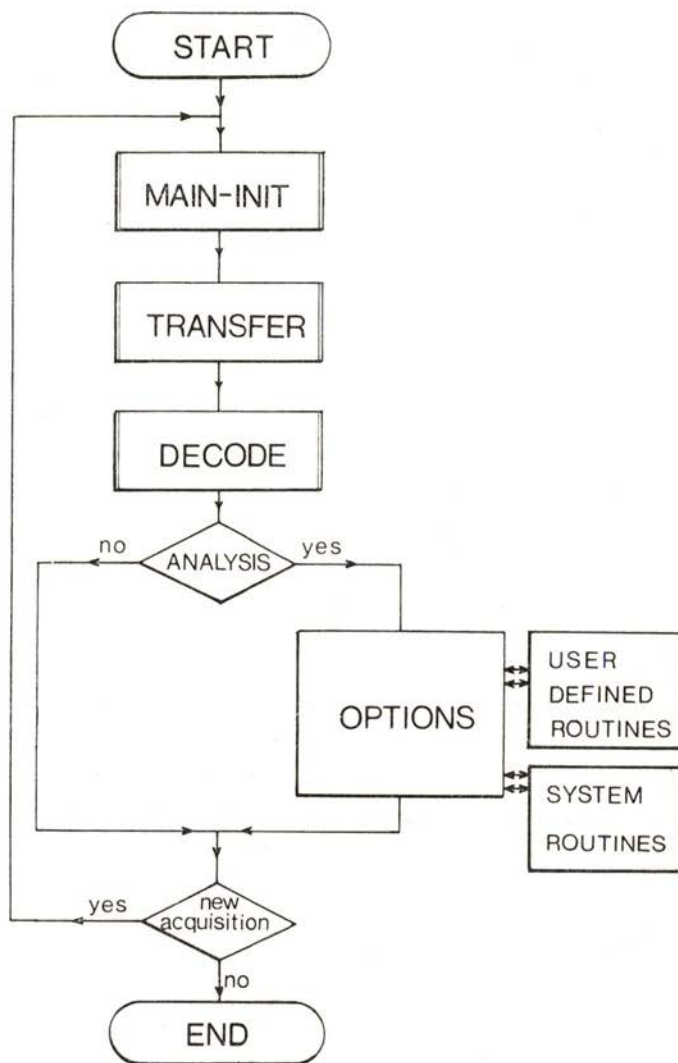 START
MAIN-INIT
TRANSFER
DECODE
no
ANALYSIS
yes
OPTIONS
USER
DEFINED
ROUTINES
SYSTEM
ROUTINES
yes
new
acquisition
no
END